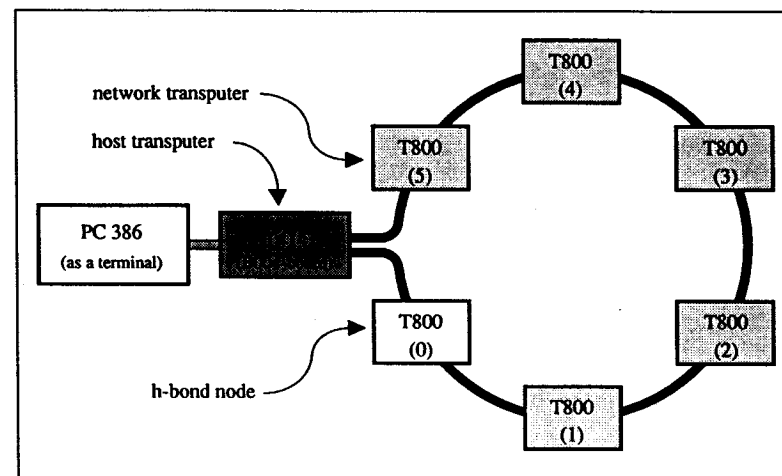 T800
(4)
network transputer
host transputer
T800
(5)
T800
(3)
PC 386
(as a terminal)
T800
(0)
T800
(2)
h-bond node
T800
(1)